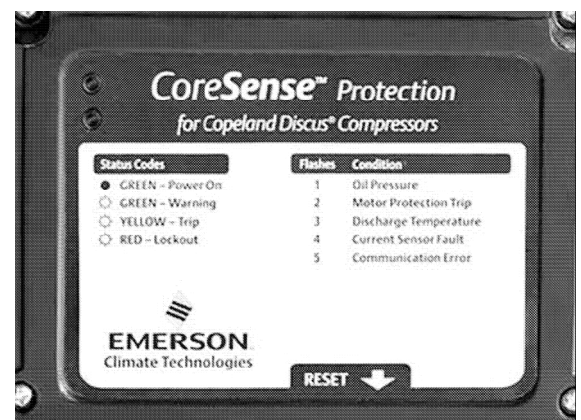 CoreSense™ Protection
for Copeland Discus® Compressors
Status Codes
GREEN – Power On
GREEN – Warning
YELLOW – Trip
RED – Lockout
Flashes Condition
1 Oil Pressure
2 Motor Protection Trip
3 Discharge Temperature
4 Current Sensor Fault
5 Communication Error
EMERSON
Climate Technologies
RESET